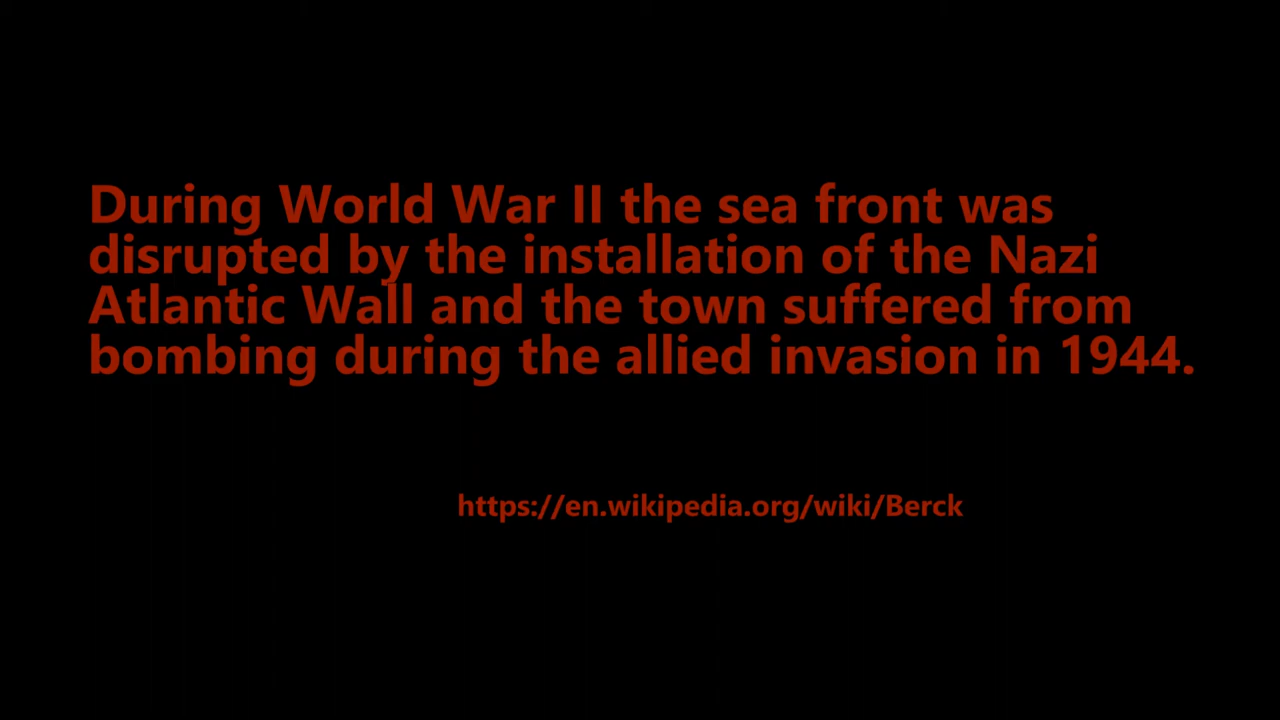 During World War II the sea front was
disrupted by the installation of the Nazi
Atlantic Wall and the town suffered from
bombing during the allied invasion in 1944.
https://en.wikipedia.org/wiki/Berck